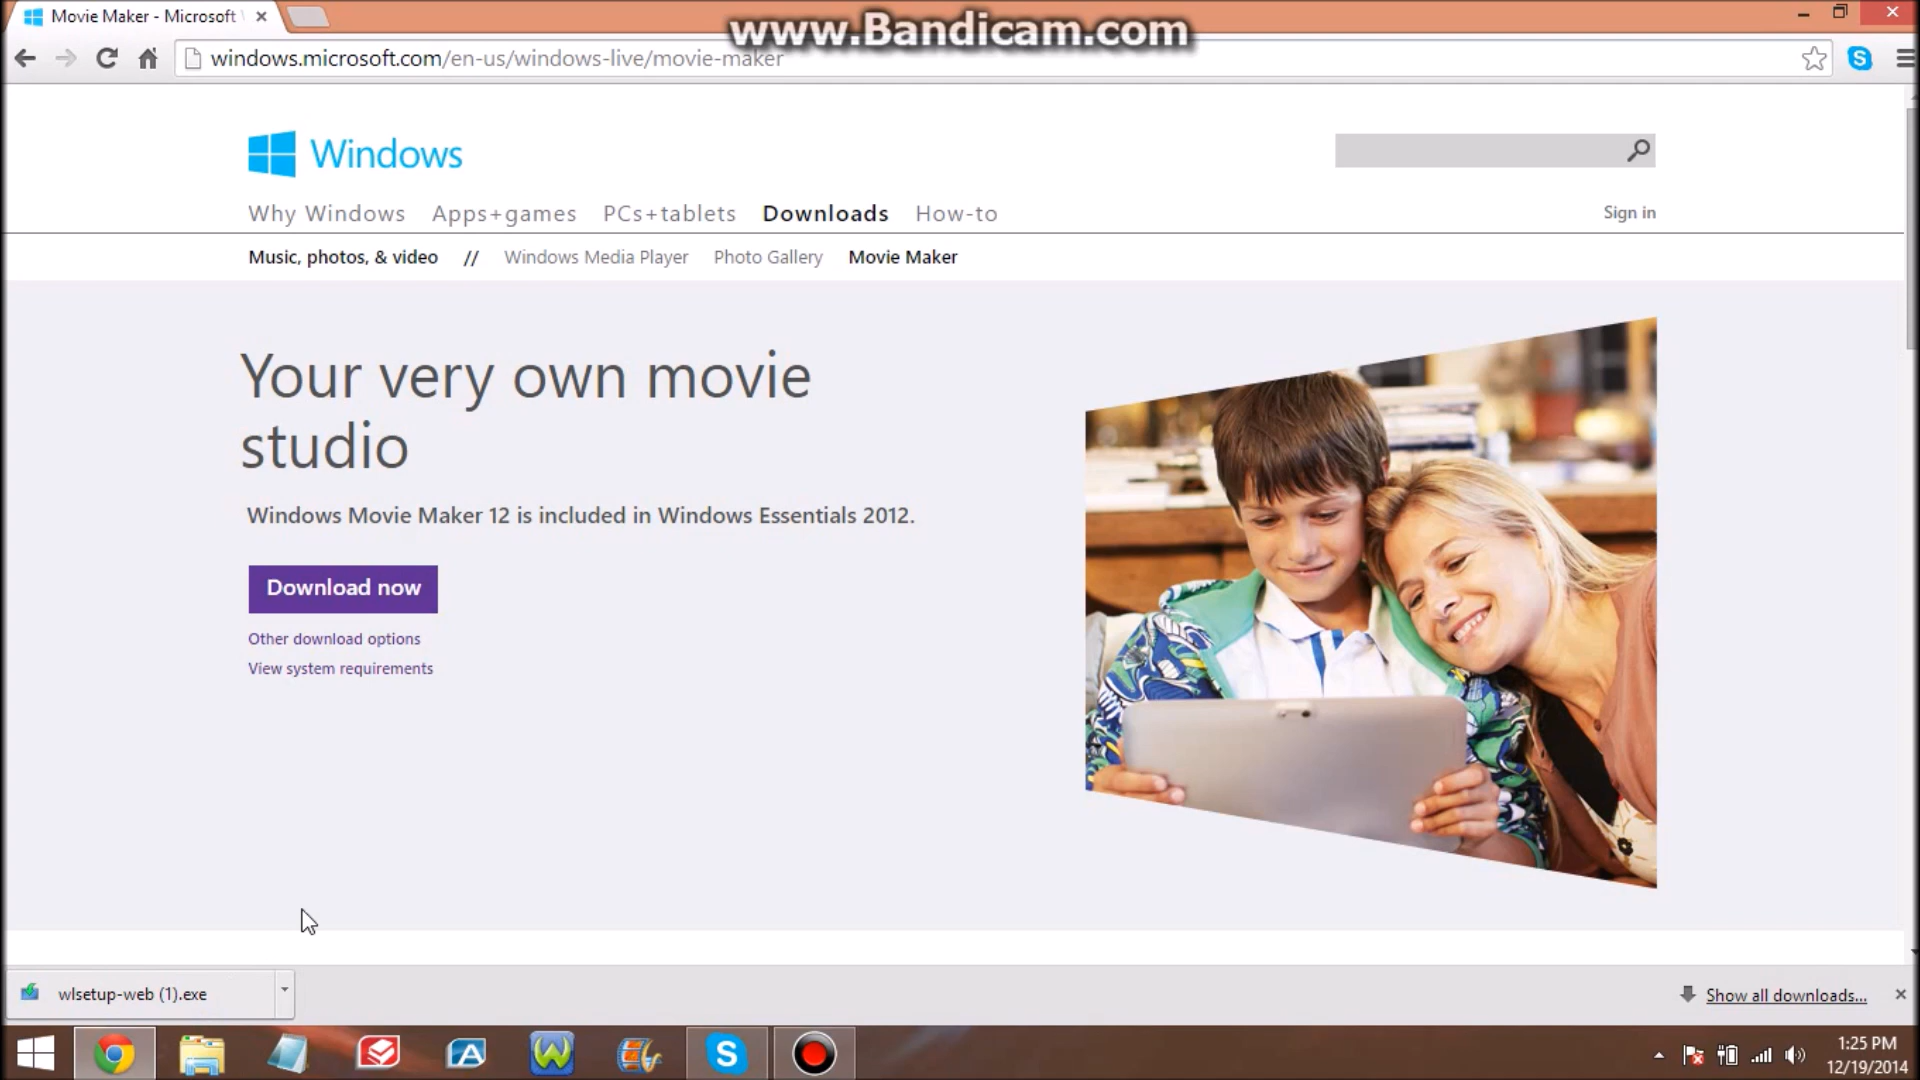 Movie Maker - Microsoft
www.Bandicam.com
windows.microsoft.com/en-us/windows-live/movie-maker
Windows
Why Windows Apps+games PCs+tablets Downloads How-to Sign in
Music, photos, & video // Windows Media Player Photo Gallery Movie Maker
Your very own movie
studio
Windows Movie Maker 12 is included in Windows Essentials 2012.
Download now
Other download options
View system requirements
wlsetup-web (1).exe
Show all downloads...
1:25 PM
12/19/2014